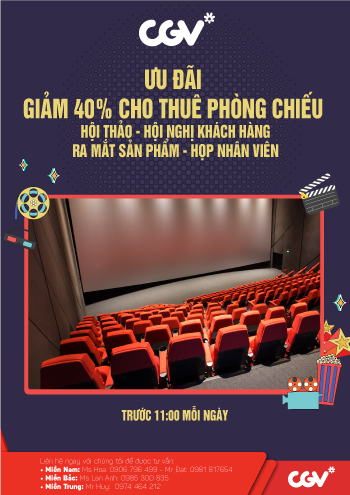 CGV*
ƯU ĐÃI
GIẢM 40% CHO THUÊ PHÒNG CHIẾU
HỘI THẢO - HỘI NGHỊ KHÁCH HÀNG
RA MẮT SẢN PHẨM - HỌP NHÂN VIÊN
TRƯỚC 11:00 MỖI NGÀY
Liên hệ ngay với chúng tôi để được tư vấn:
• Miền Nam: Ms Hoa: 0906 796 499 - Mr Đạt: 0981 817654
• Miền Bắc: Ms Lan Anh: 0985 300 835
• Miền Trung: Mr Huy: 0974 464 212
CGV*